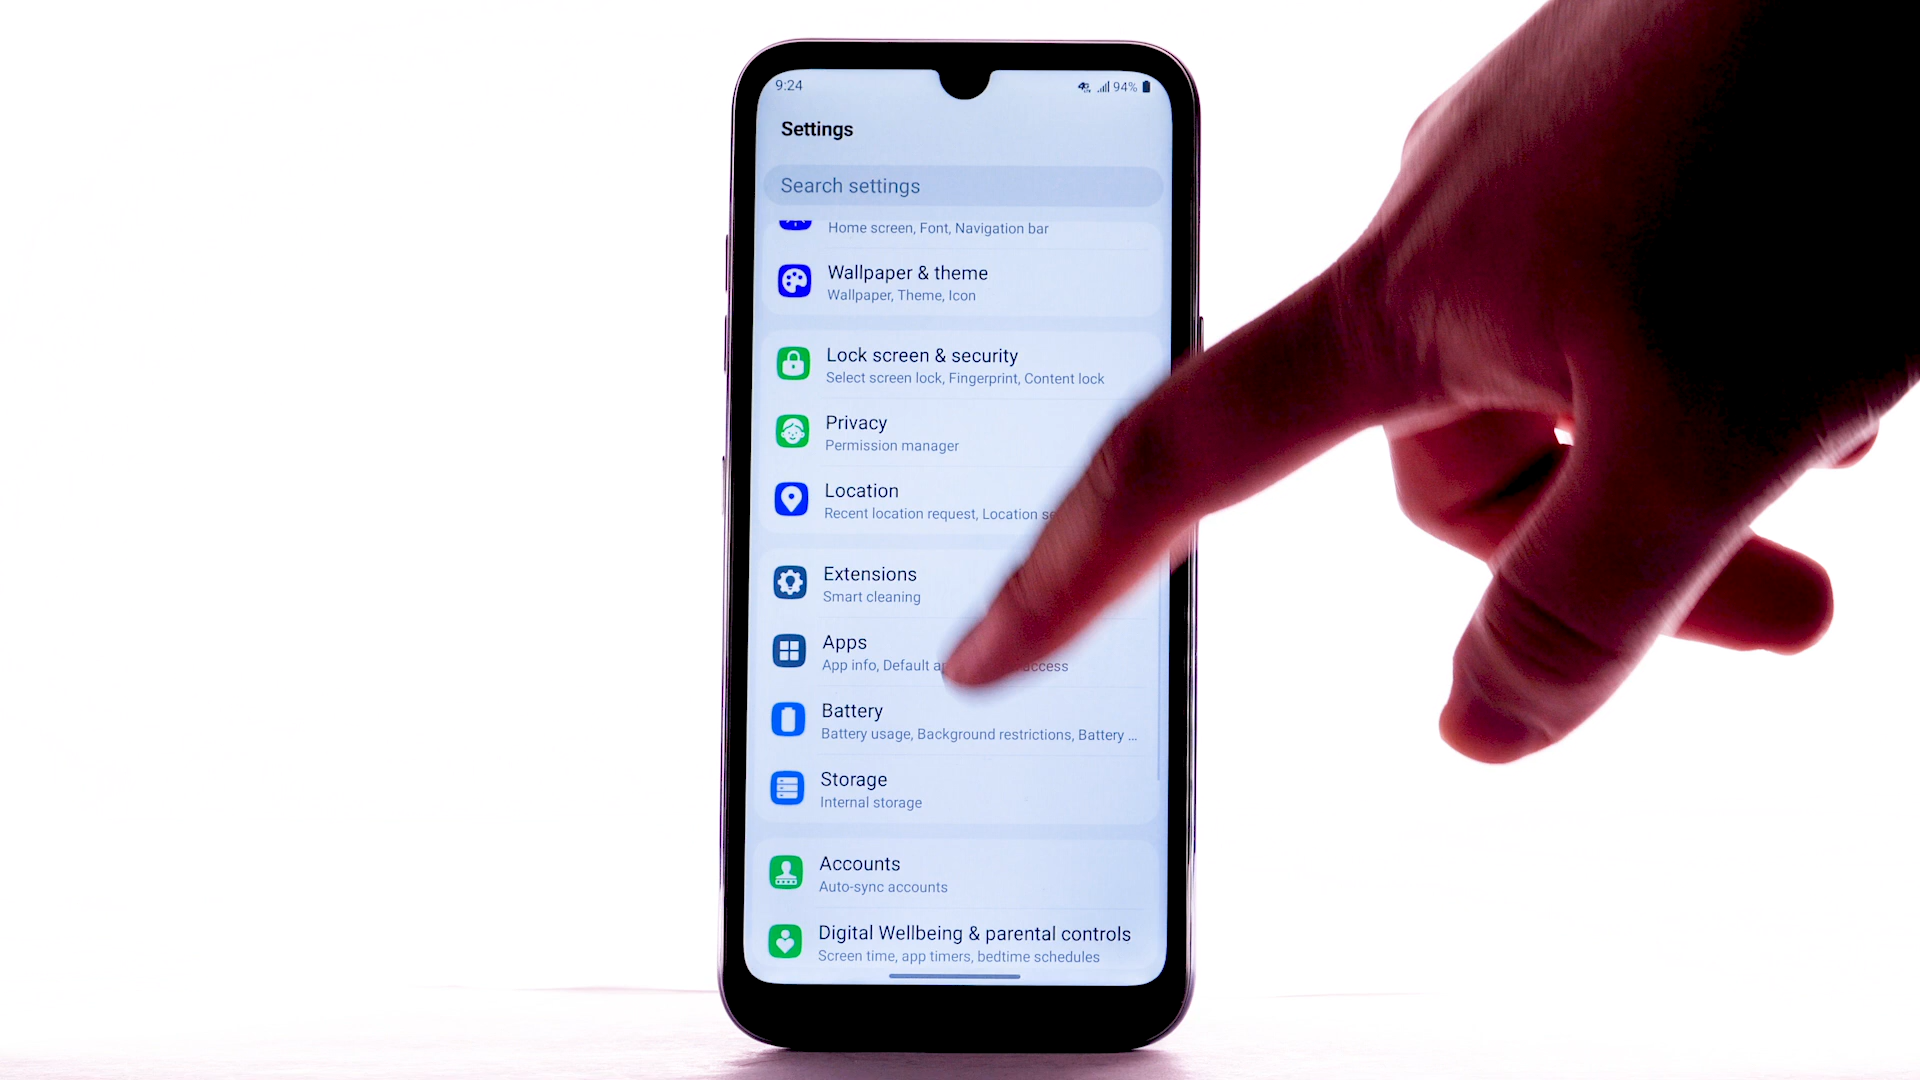 9:24
94%
Settings
Search settings
Home screen, Font, Navigation bar
Wallpaper & theme
Wallpaper, Theme, Icon
Lock screen & security
Select screen lock, Fingerprint, Content lock
Privacy
Permission manager
Location
Recent location request, Location
Extensions
Smart cleaning
Apps
App info, Default
Battery
Battery usage, Background restrictions, Battery ...
Storage
Internal storage
Accounts
Auto-sync accounts
Digital Wellbeing & parental controls
Screen time, app timers, bedtime schedules